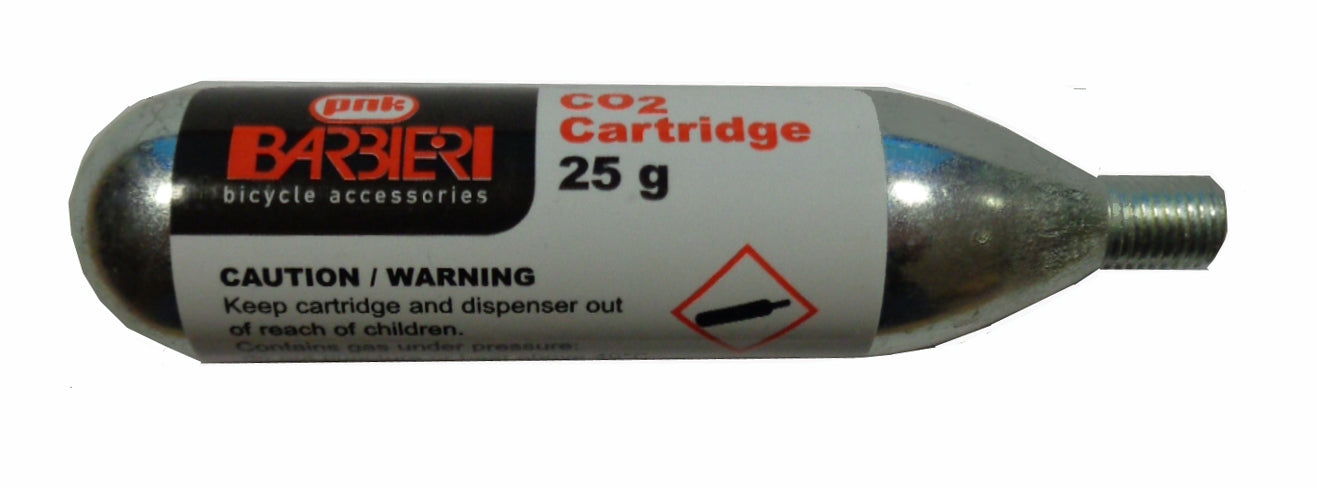 pnk
BARBIERI
bicycle accessories
CO2
Cartridge
25 g
CAUTION / WARNING
Keep cartridge and dispenser out
of reach of children.
Contains gas under pressure: